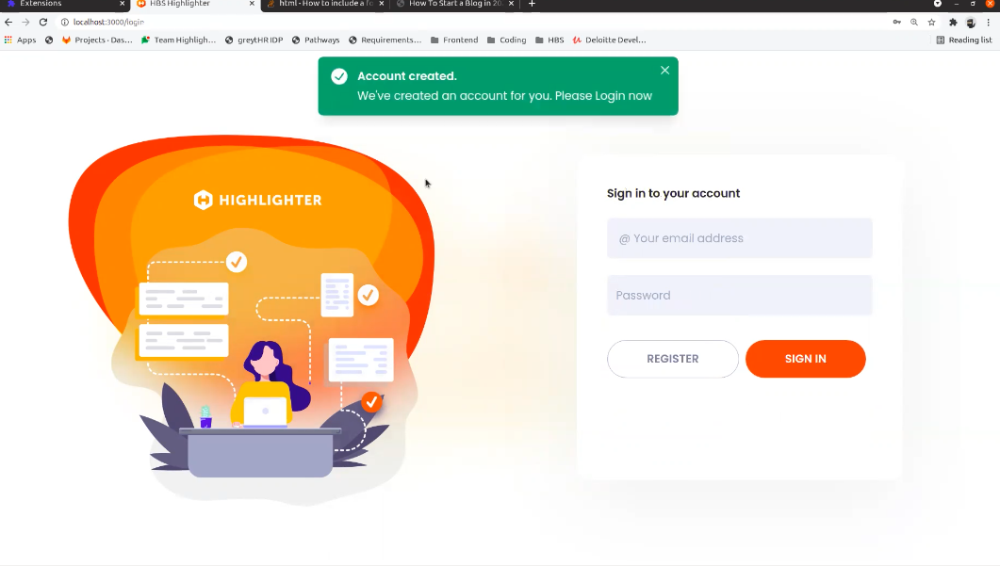 Extensions
HBS Highlighter
html - How to include a f
How To Start a Blog in 20
localhost:3000/login
Apps
Projects · Das…
Team Highligh…
greytHR IDP
Pathways
Requirements…
Frontend
Coding
HBS
Deloitte Devel…
Reading list
Account created.
We've created an account for you. Please Login now
HIGHLIGHTER
Sign in to your account
@ Your email address
Password
REGISTER
SIGN IN